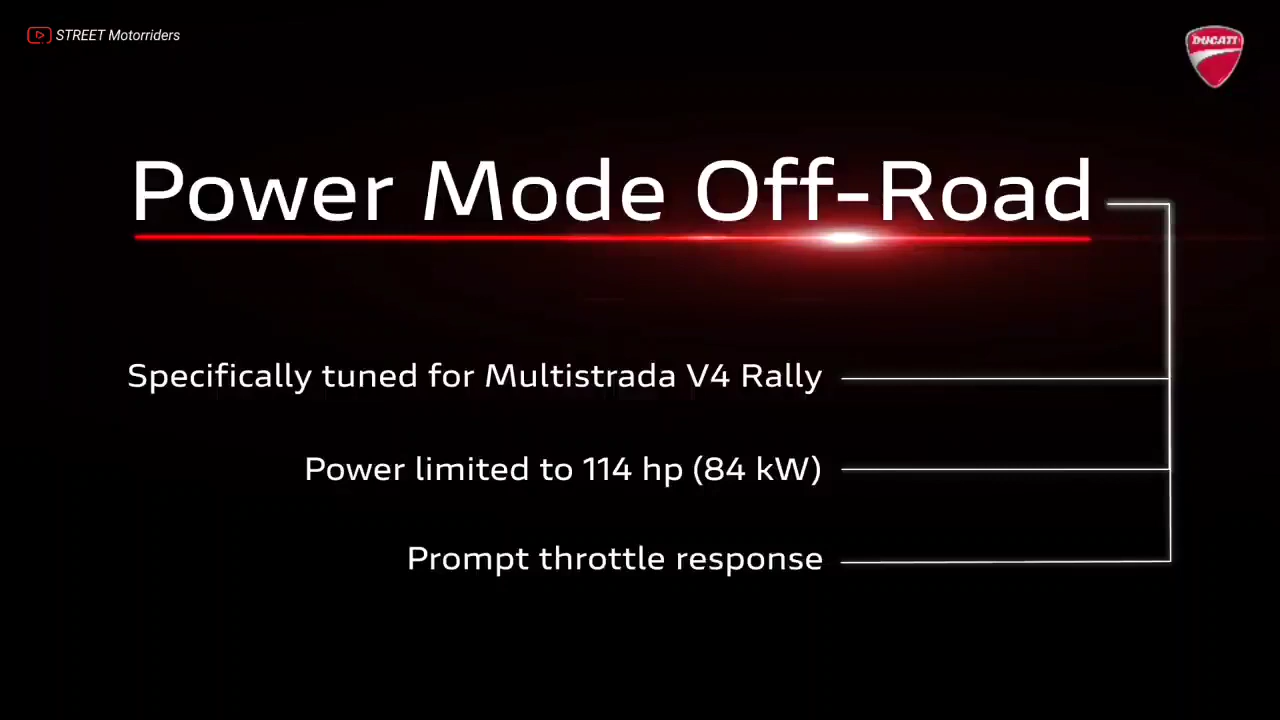 STREET Motorriders
DUCATI
Power Mode Off-Road
Specifically tuned for Multistrada V4 Rally
Power limited to 114 hp (84 kW)
Prompt throttle response